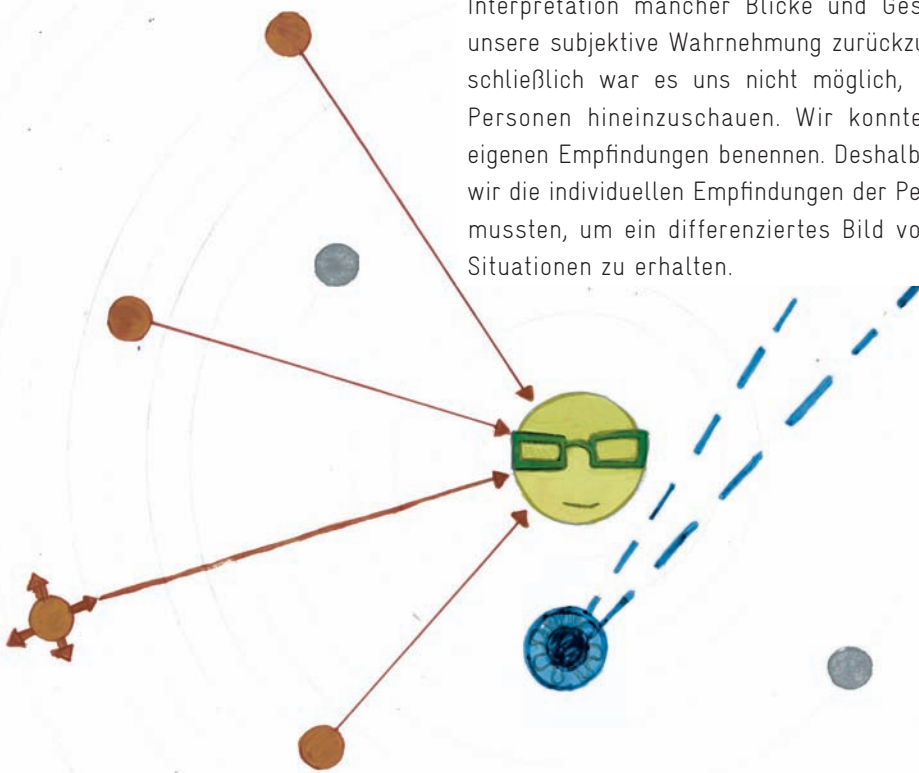 Interpretation mancher Blicke und Ges
unsere subjektive Wahrnehmung zurückzu
schließlich war es uns nicht möglich,
Personen hineinzuschauen. Wir konnte
eigenen Empfindungen benennen. Deshalb
wir die individuellen Empfindungen der Pe
mussten, um ein differenziertes Bild vo
Situationen zu erhalten.